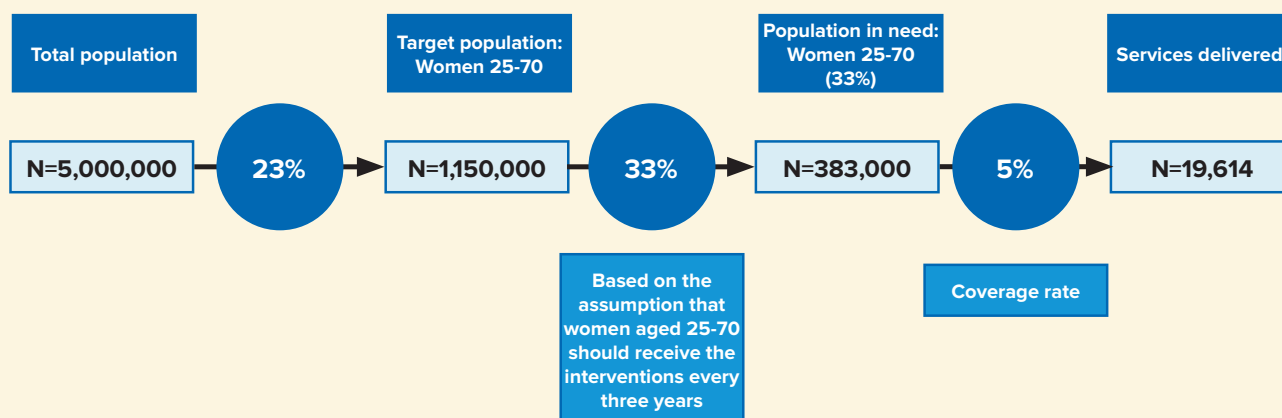 Total population
Target population:
Women 25-70
Population in need:
Women 25-70
(33%)
Services delivered
N=5,000,000
23%
N=1,150,000
33%
N=383,000
5%
N=19,614
Based on the
assumption that
women aged 25-70
should receive the
interventions every
three years
Coverage rate